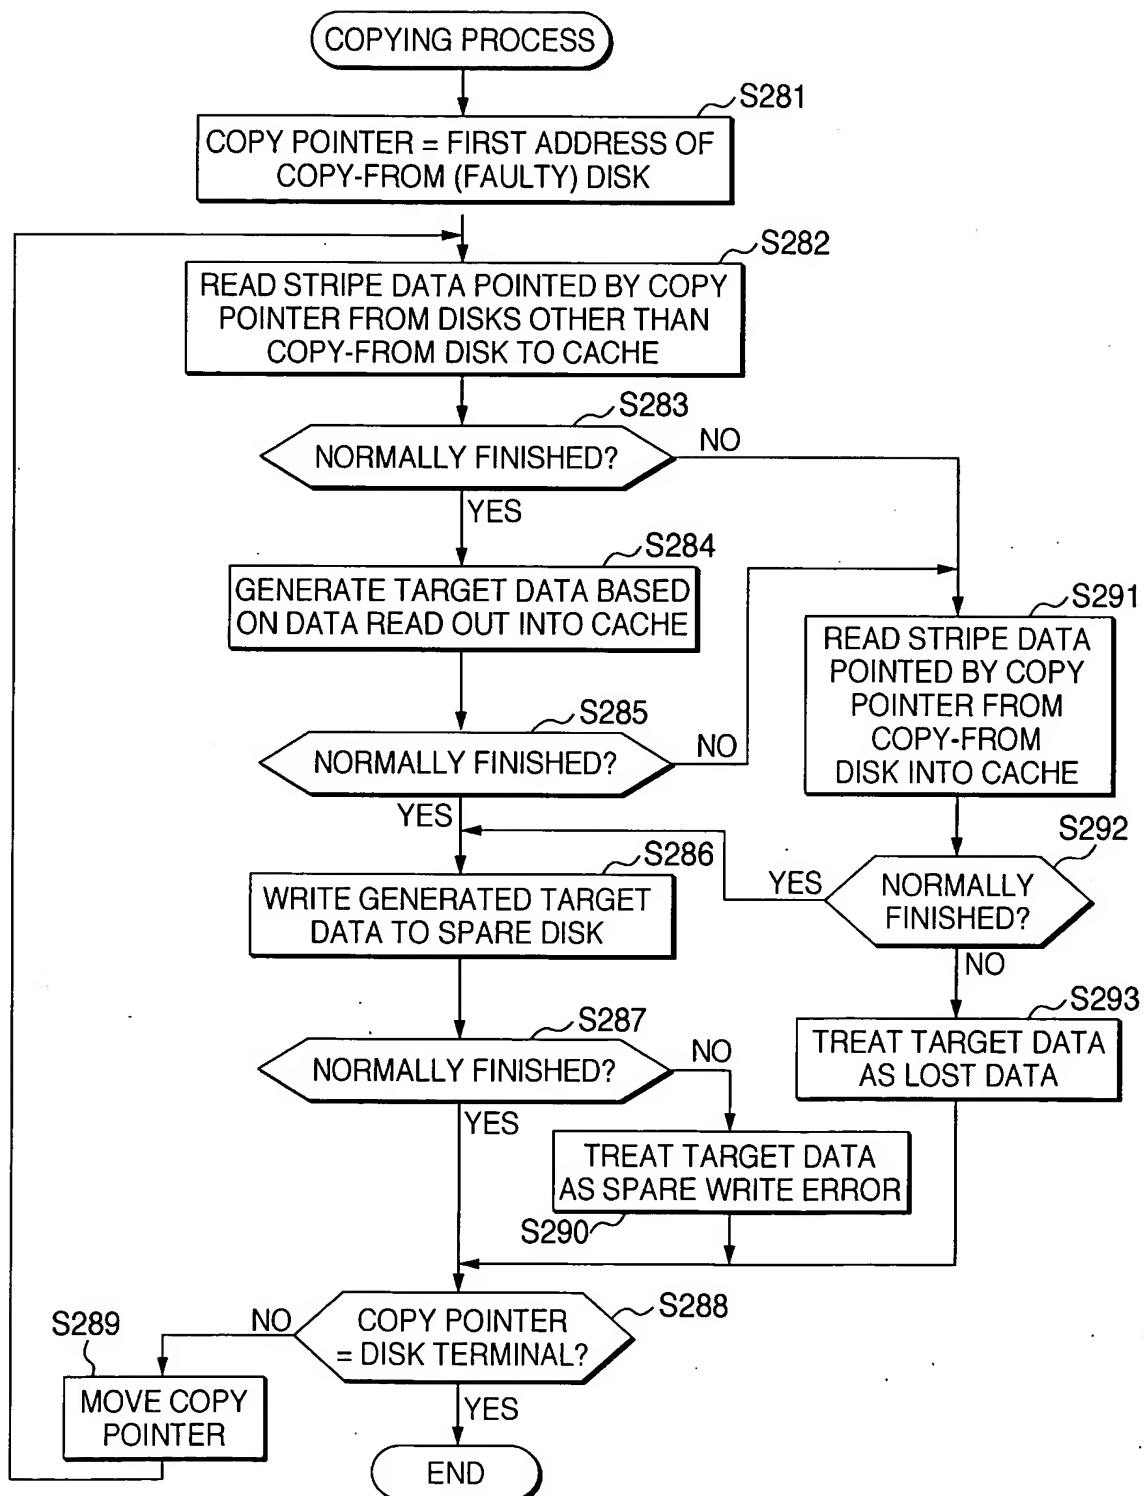 COPYING PROCESS
S281
COPY POINTER = FIRST ADDRESS OF
COPY-FROM (FAULTY) DISK
S282
READ STRIPE DATA POINTED BY COPY
POINTER FROM DISKS OTHER THAN
COPY-FROM DISK TO CACHE
S283
NORMALLY FINISHED?
NO
YES
S284
GENERATE TARGET DATA BASED
ON DATA READ OUT INTO CACHE
S291
READ STRIPE DATA
POINTED BY COPY
POINTER FROM
COPY-FROM
DISK INTO CACHE
S285
NORMALLY FINISHED?
NO
YES
S292
NORMALLY
FINISHED?
YES
NO
S286
WRITE GENERATED TARGET
DATA TO SPARE DISK
S293
TREAT TARGET DATA
AS LOST DATA
S287
NORMALLY FINISHED?
NO
YES
TREAT TARGET DATA
AS SPARE WRITE ERROR
S290
S288
COPY POINTER
= DISK TERMINAL?
NO
YES
S289
MOVE COPY
POINTER
END